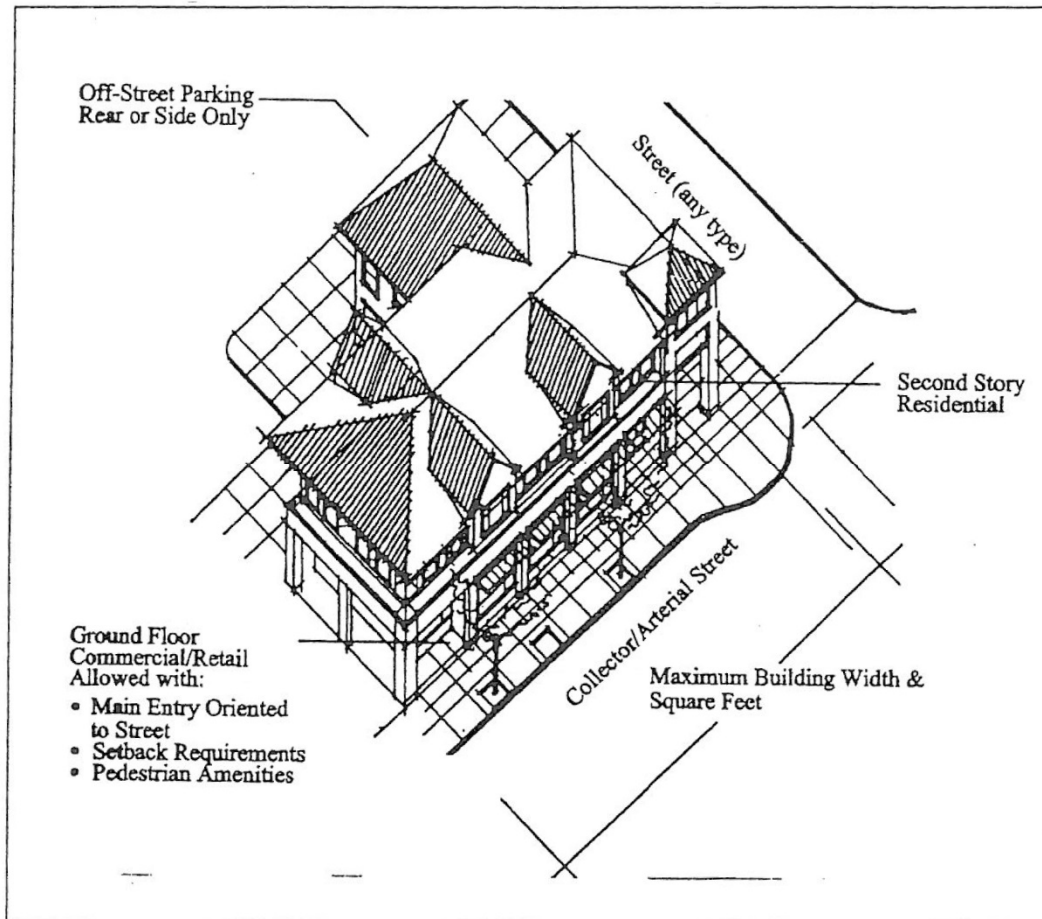 Off-Street Parking
Rear or Side Only
Street (any type)
Second Story
Residential
Collector/Arterial Street
Ground Floor
Commercial/Retail
Allowed with:
• Main Entry Oriented
to Street
• Setback Requirements
• Pedestrian Amenities
Maximum Building Width &
Square Feet